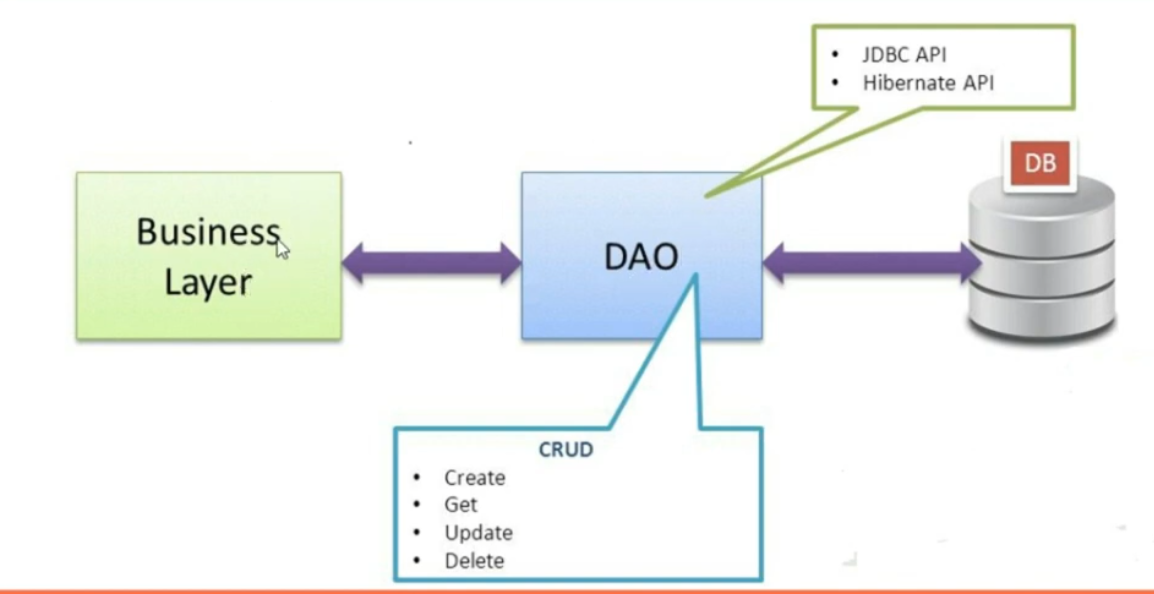 • JDBC API
• Hibernate API
DB
Business
Layer
DAO
CRUD
• Create
• Get
• Update
• Delete